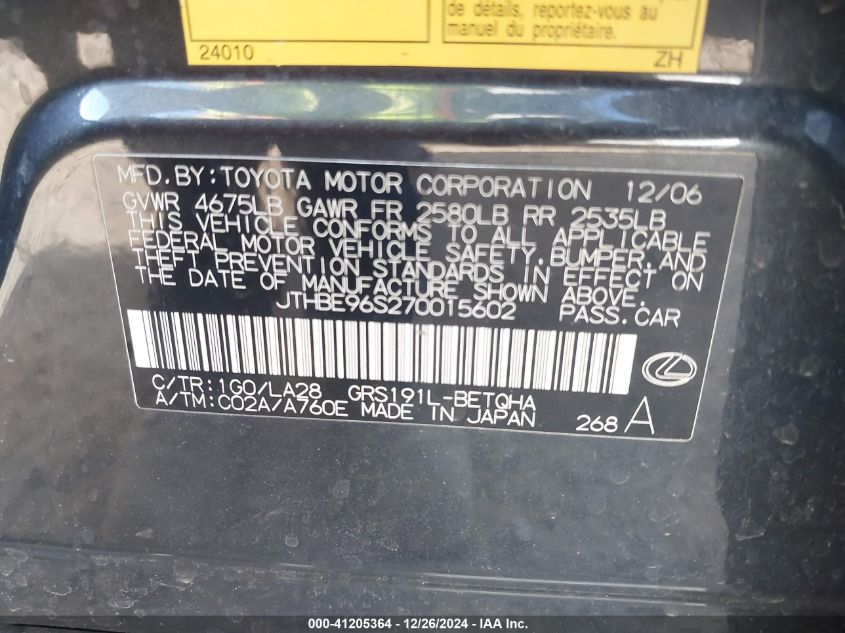 de détails, reportez-vous au
manuel du propriétaire.
24010 ZH
MFD. BY: TOYOTA MOTOR CORPORATION 12/06
GVWR 4675LB GAWR FR 2580LB RR 2535LB
THIS VEHICLE CONFORMS TO ALL APPLICABLE
FEDERAL MOTOR VEHICLE SAFETY, BUMPER, AND
THEFT PREVENTION STANDARDS IN EFFECT ON
THE DATE OF MANUFACTURE SHOWN ABOVE.
JTHBE96S270015602 PASS. CAR
C/TR: 1G0/LA28 GRS191L-BETQHA
A/TM: C02A/A760E MADE IN JAPAN 268 A
000-41205364 - 12/26/2024 - IAA Inc.